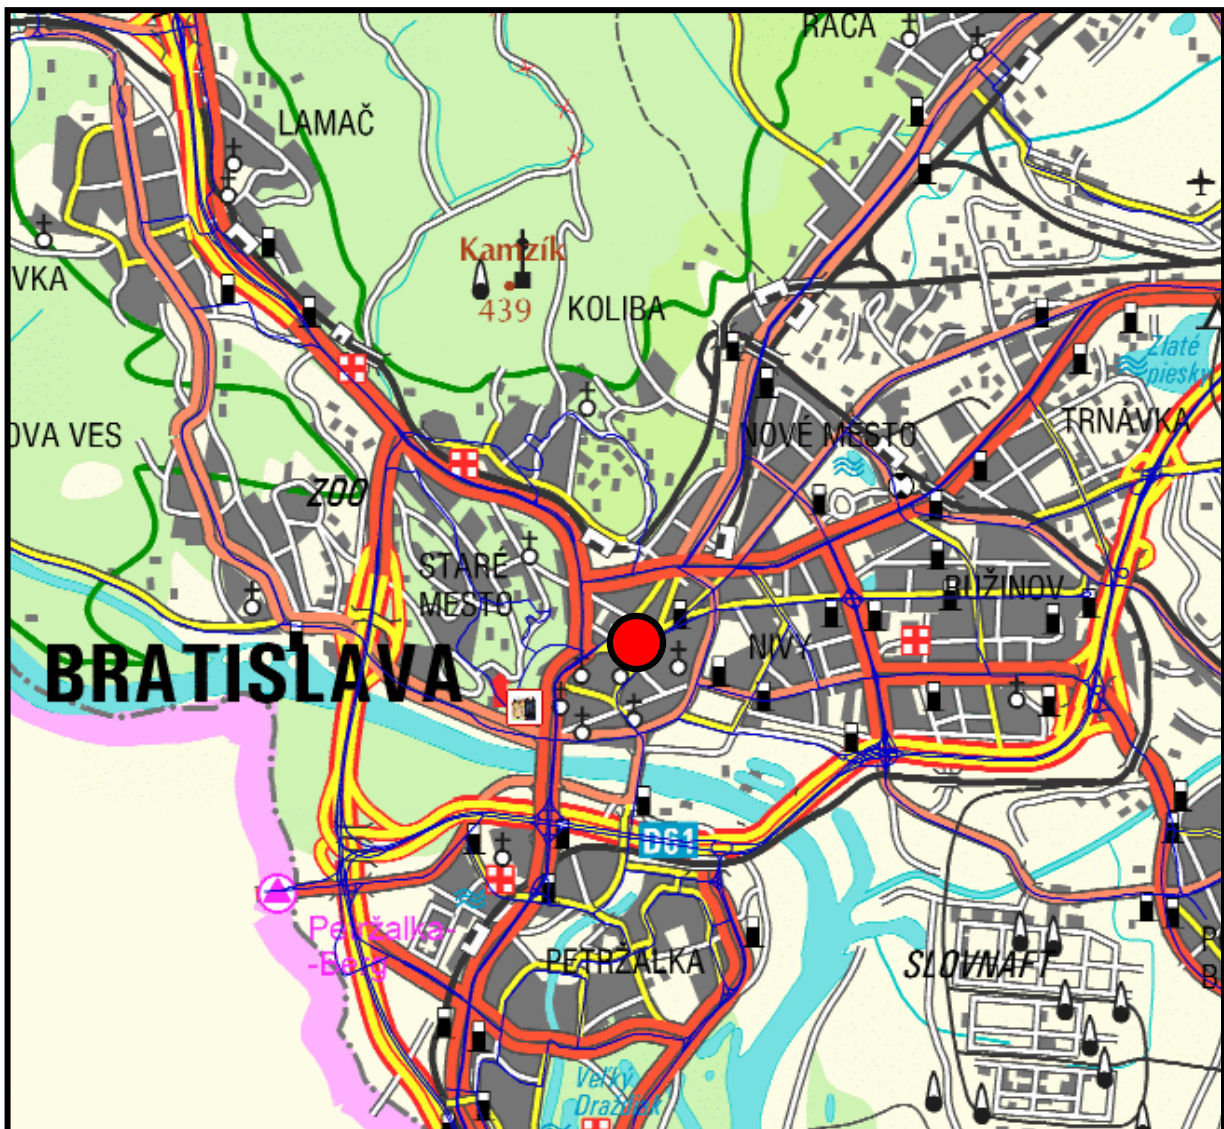 RAČA
LAMAČ
VKA
Kamzík
439
KOLIBA
Zlaté
piesky
OVA VES
NOVÉ MESTO
TRNÁVKA
ZOO
STARÉ
MESTO
RUŽINOV
NIVY
BRATISLAVA
D61
Petržalka-
-Berg
PETRŽALKA
SLOVNAFT
Veľký
Draždiak